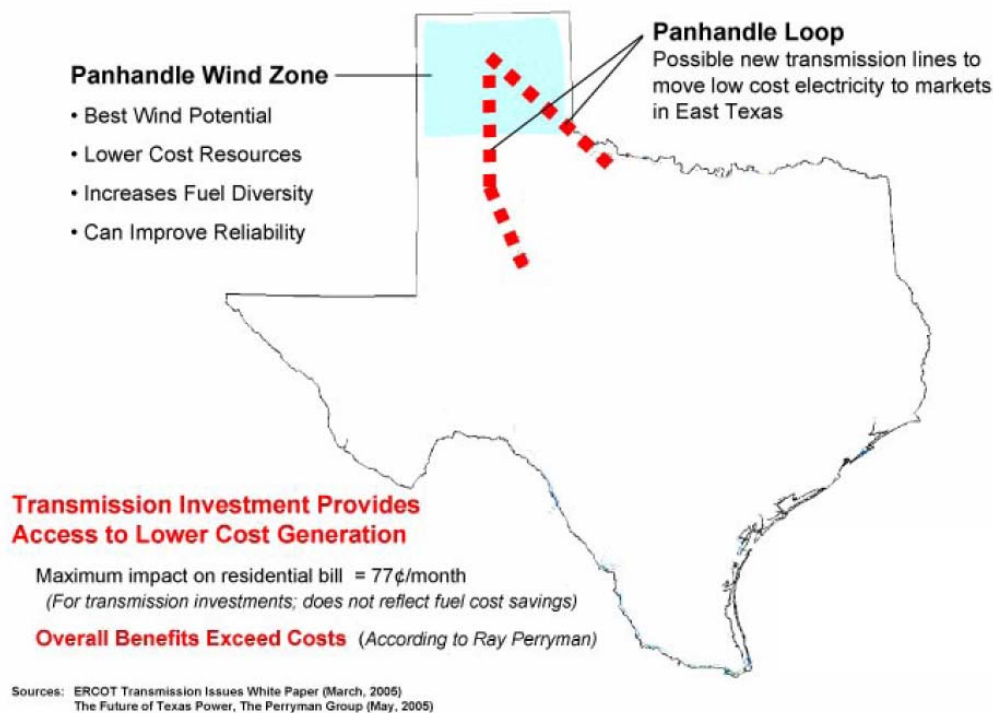 Panhandle Wind Zone
• Best Wind Potential
• Lower Cost Resources
• Increases Fuel Diversity
• Can Improve Reliability
Panhandle Loop
Possible new transmission lines to
move low cost electricity to markets
in East Texas
Transmission Investment Provides
Access to Lower Cost Generation
Maximum impact on residential bill = 77¢/month
(For transmission investments; does not reflect fuel cost savings)
Overall Benefits Exceed Costs (According to Ray Perryman)
Sources: ERCOT Transmission Issues White Paper (March, 2005)
The Future of Texas Power, The Perryman Group (May, 2005)